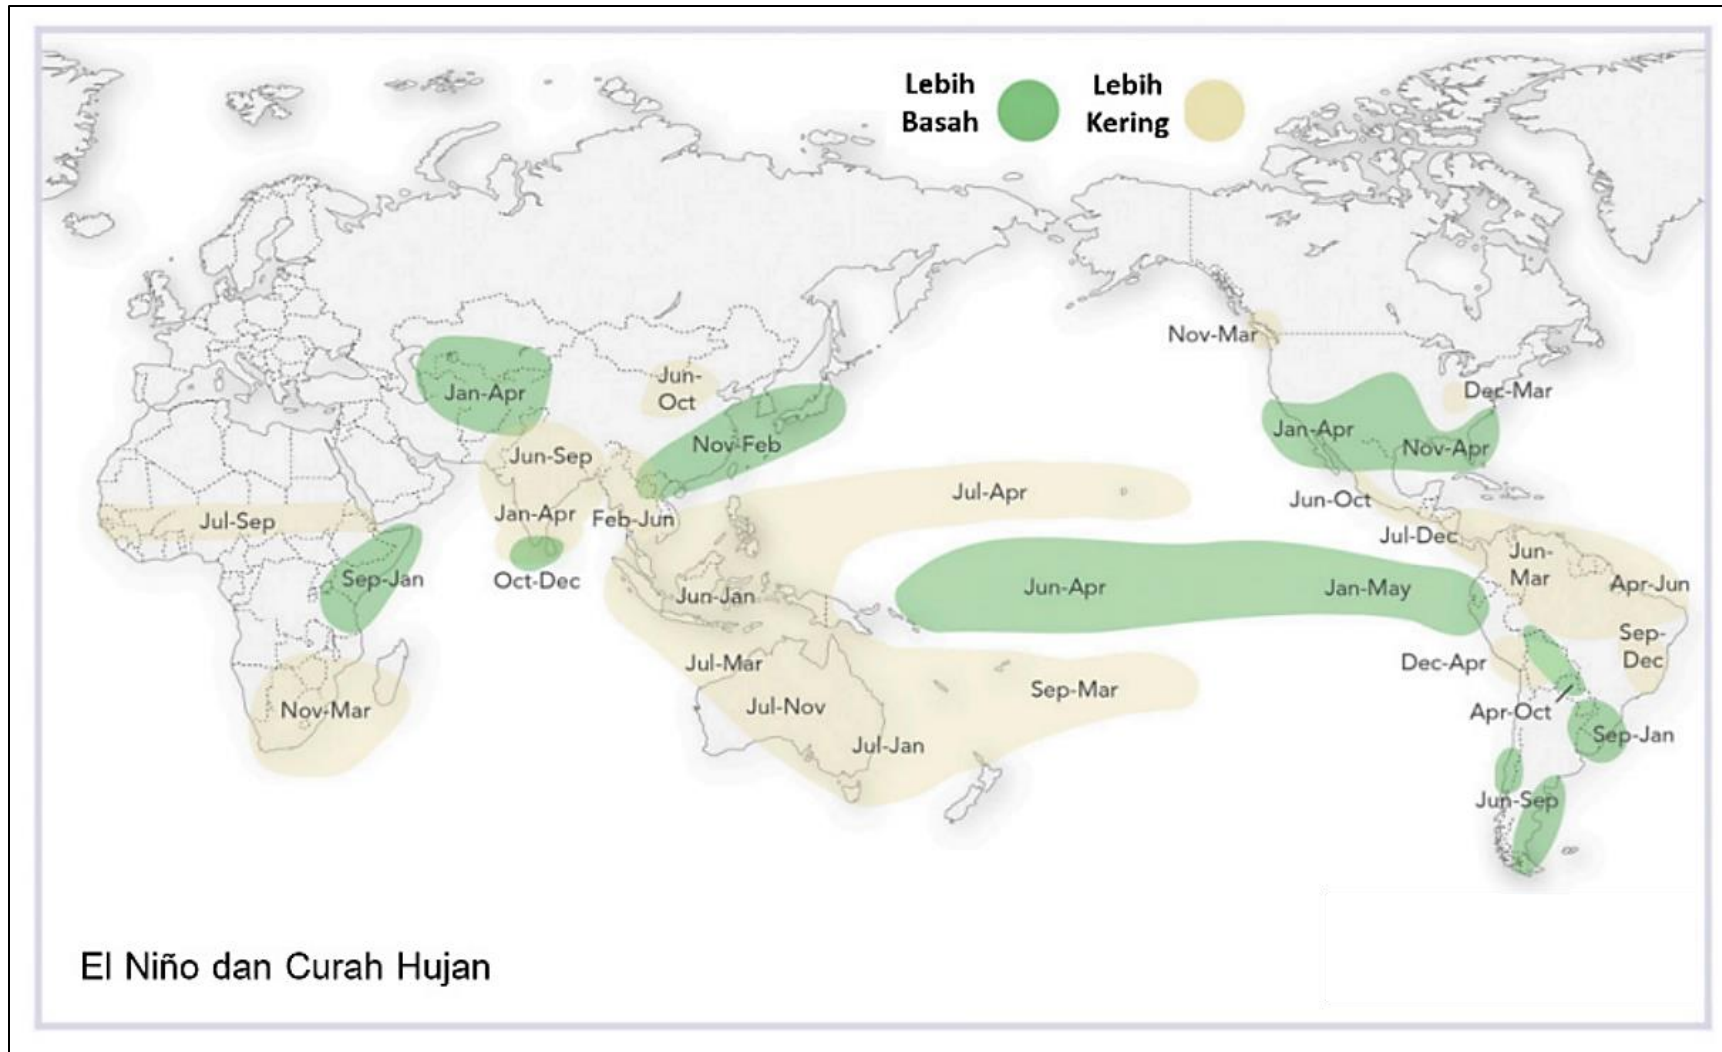 Lebih
Basah
Lebih
Kering
Nov-Mar
Jan-Apr
Jun-
Oct
Dec-Mar
Nov-Feb
Jan-Apr
Nov-Apr
Jun-Sep
Jul-Apr
Jun-Oct
Jul-Sep
Jan-Apr
Feb-Jun
Jul-Dec
Jun-
Mar
Sep-Jan
Oct-Dec
Jun-Jan
Jun-Apr
Jan-May
Apr-Jun
Sep-
Dec
Jul-Mar
Dec-Apr
Nov-Mar
Jul-Nov
Sep-Mar
Apr-Oct
Jul-Jan
Sep-Jan
Jun-Sep
El Niño dan Curah Hujan